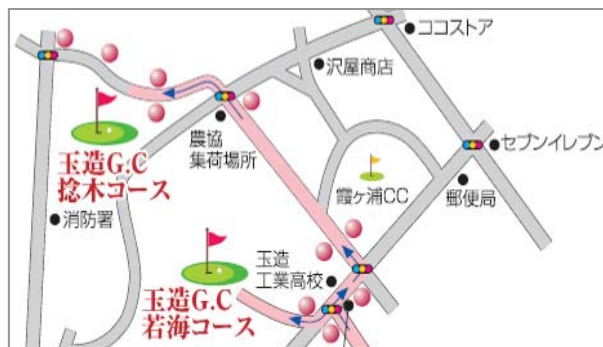 ココストア
沢屋商店
農協
集荷場所
セブンイレブン
玉造G.C
捻木コース
霞ヶ浦CC
郵便局
消防署
玉造
工業高校
玉造G.C
若海コース